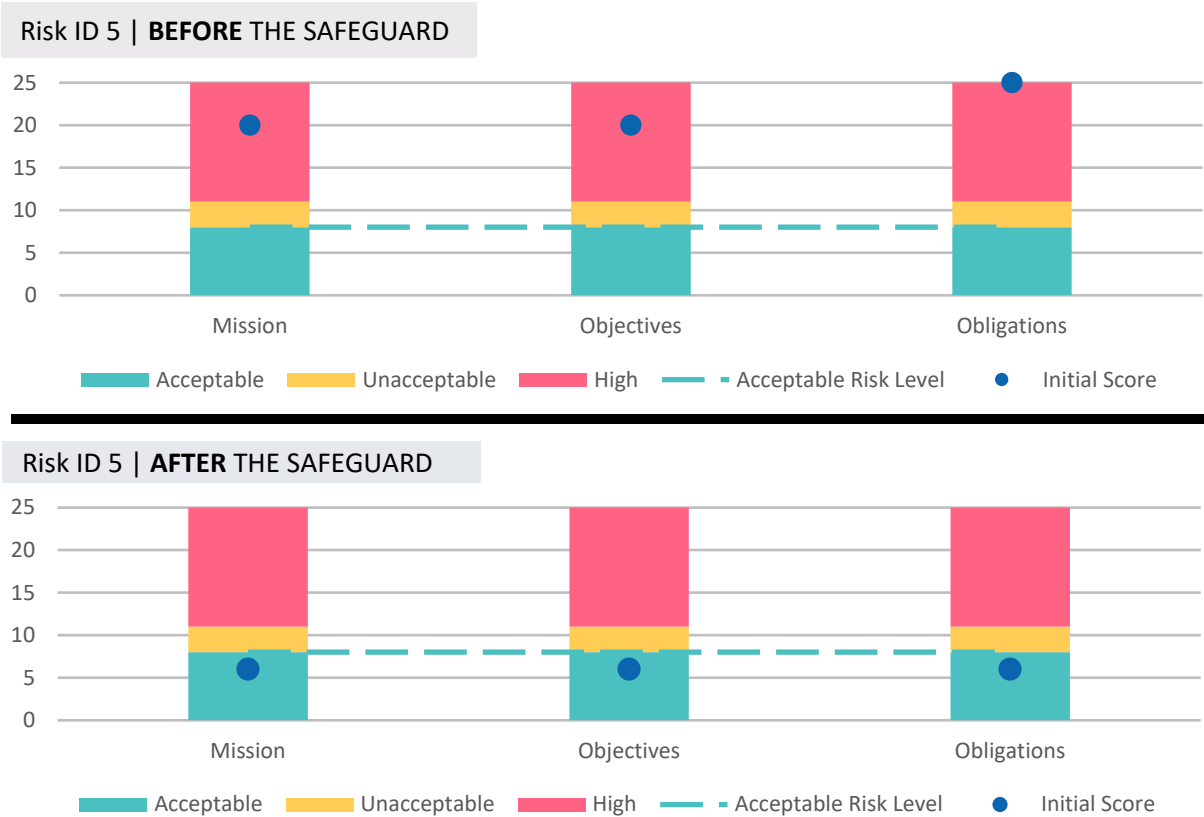 Risk ID 5 | BEFORE THE SAFEGUARD
25
20
15
10
5
0
Mission Objectives Obligations
Acceptable Unacceptable High Acceptable Risk Level Initial Score
Risk ID 5 | AFTER THE SAFEGUARD
25
20
15
10
5
0
Mission Objectives Obligations
Acceptable Unacceptable High Acceptable Risk Level Initial Score